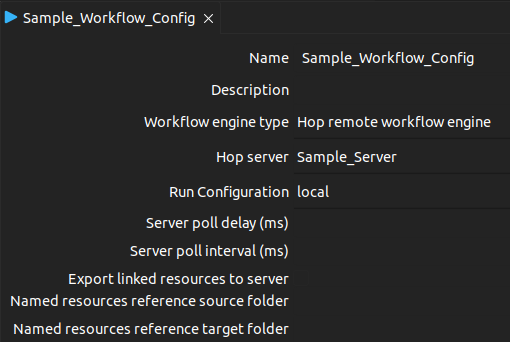 Sample_Workflow_Config
Name Sample_Workflow_Config
Description
Workflow engine type Hop remote workflow engine
Hop server Sample_Server
Run Configuration local
Server poll delay (ms)
Server poll interval (ms)
Export linked resources to server
Named resources reference source folder
Named resources reference target folder